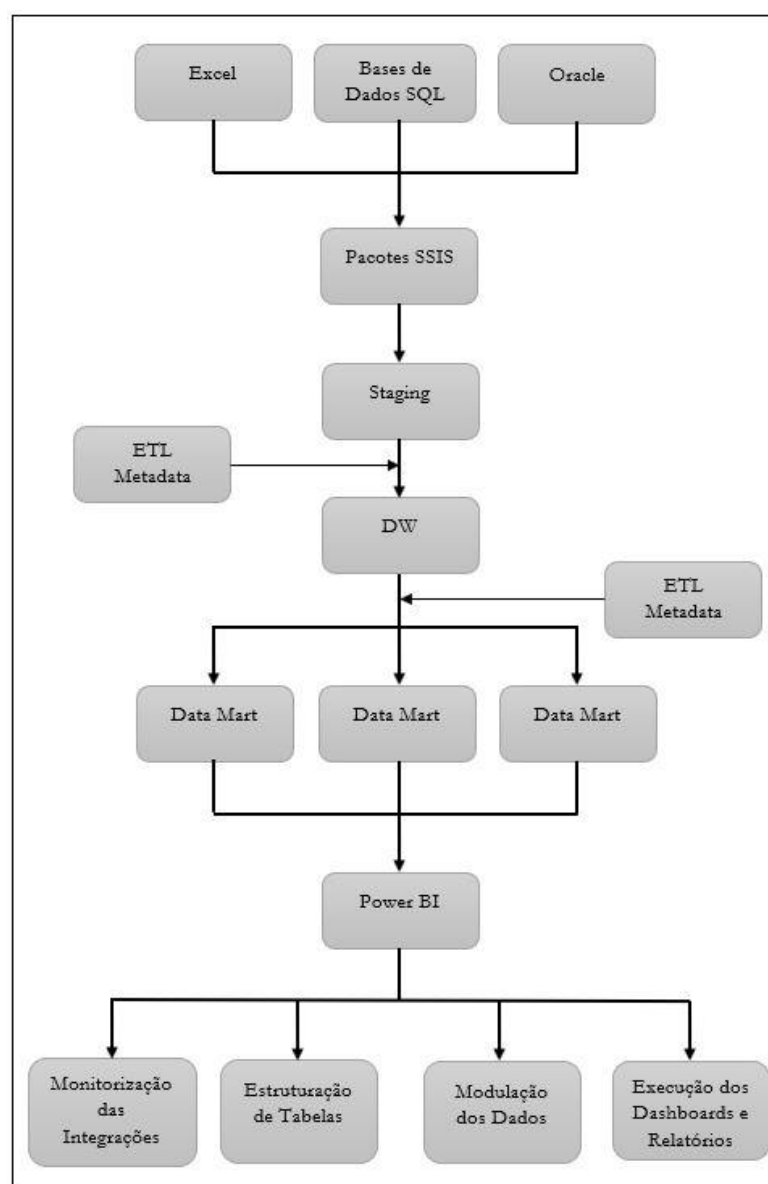 Excel
Bases de
Dados SQL
Oracle
Pacotes SSIS
Staging
ETL
Metadata
DW
ETL
Metadata
Data Mart
Data Mart
Data Mart
Power BI
Monitorização
das
Integrações
Estruturação
de Tabelas
Modulação
dos Dados
Execução dos
Dashboards e
Relatórios